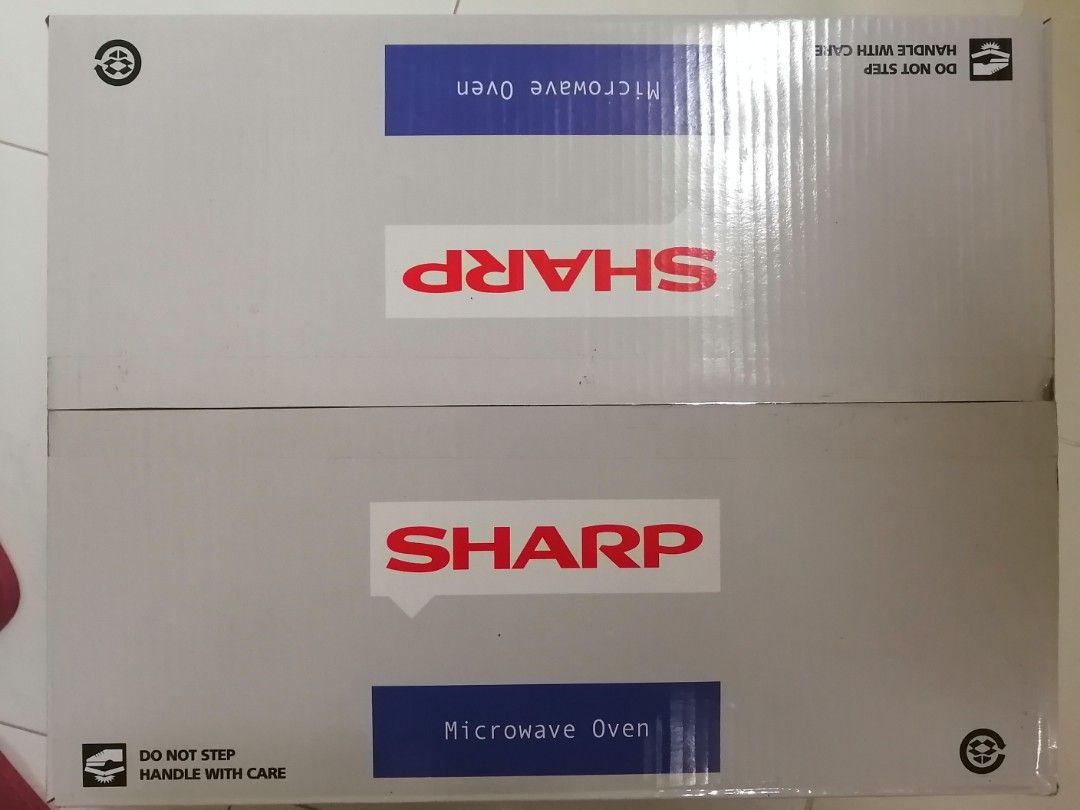 Microwave Oven
DO NOT STEP
HANDLE WITH CARE
SHARP
SHARP
Microwave Oven
DO NOT STEP
HANDLE WITH CARE